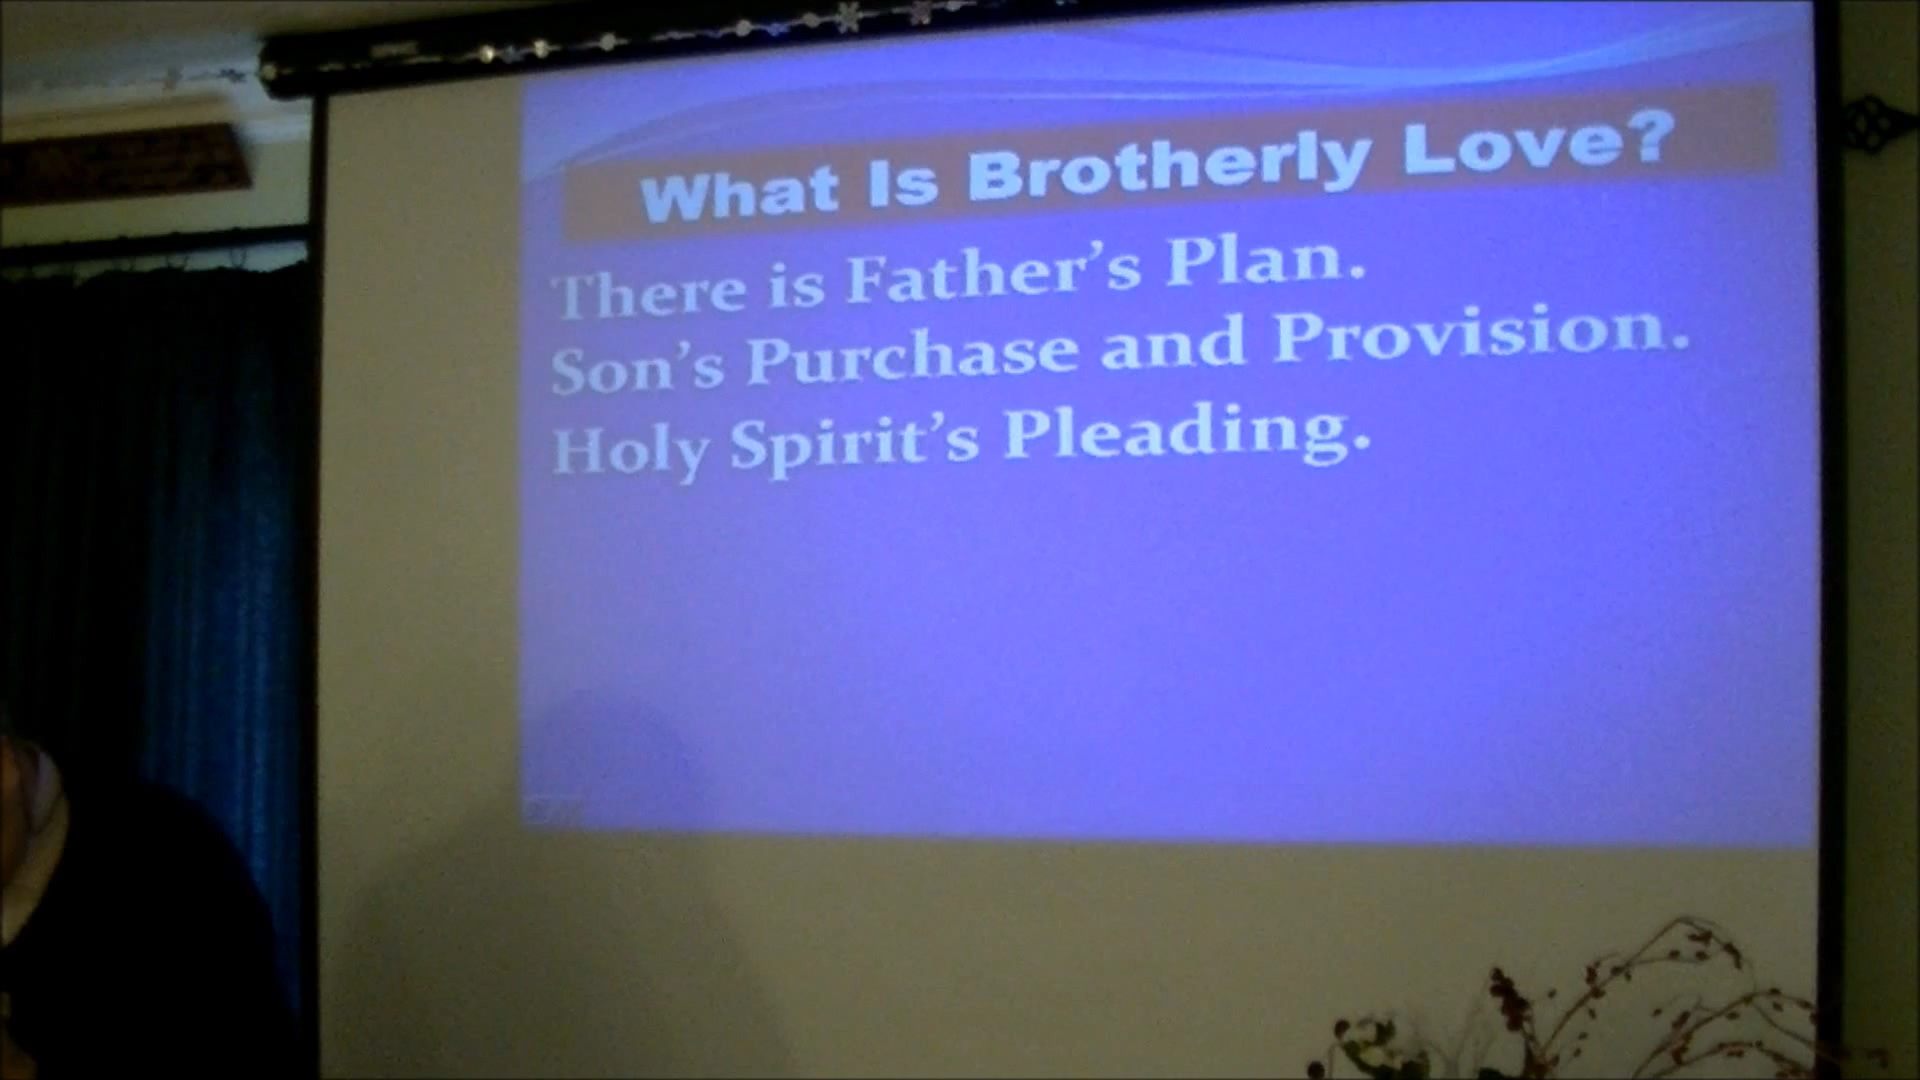 What Is Brotherly Love?
There is Father's Plan.
Son's Purchase and Provision.
Holy Spirit's Pleading.